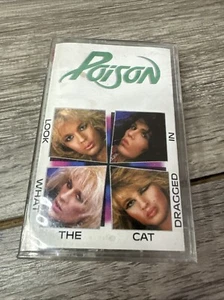 POISON
LOOK
WHAT
THE CAT
DRAGGED
IN